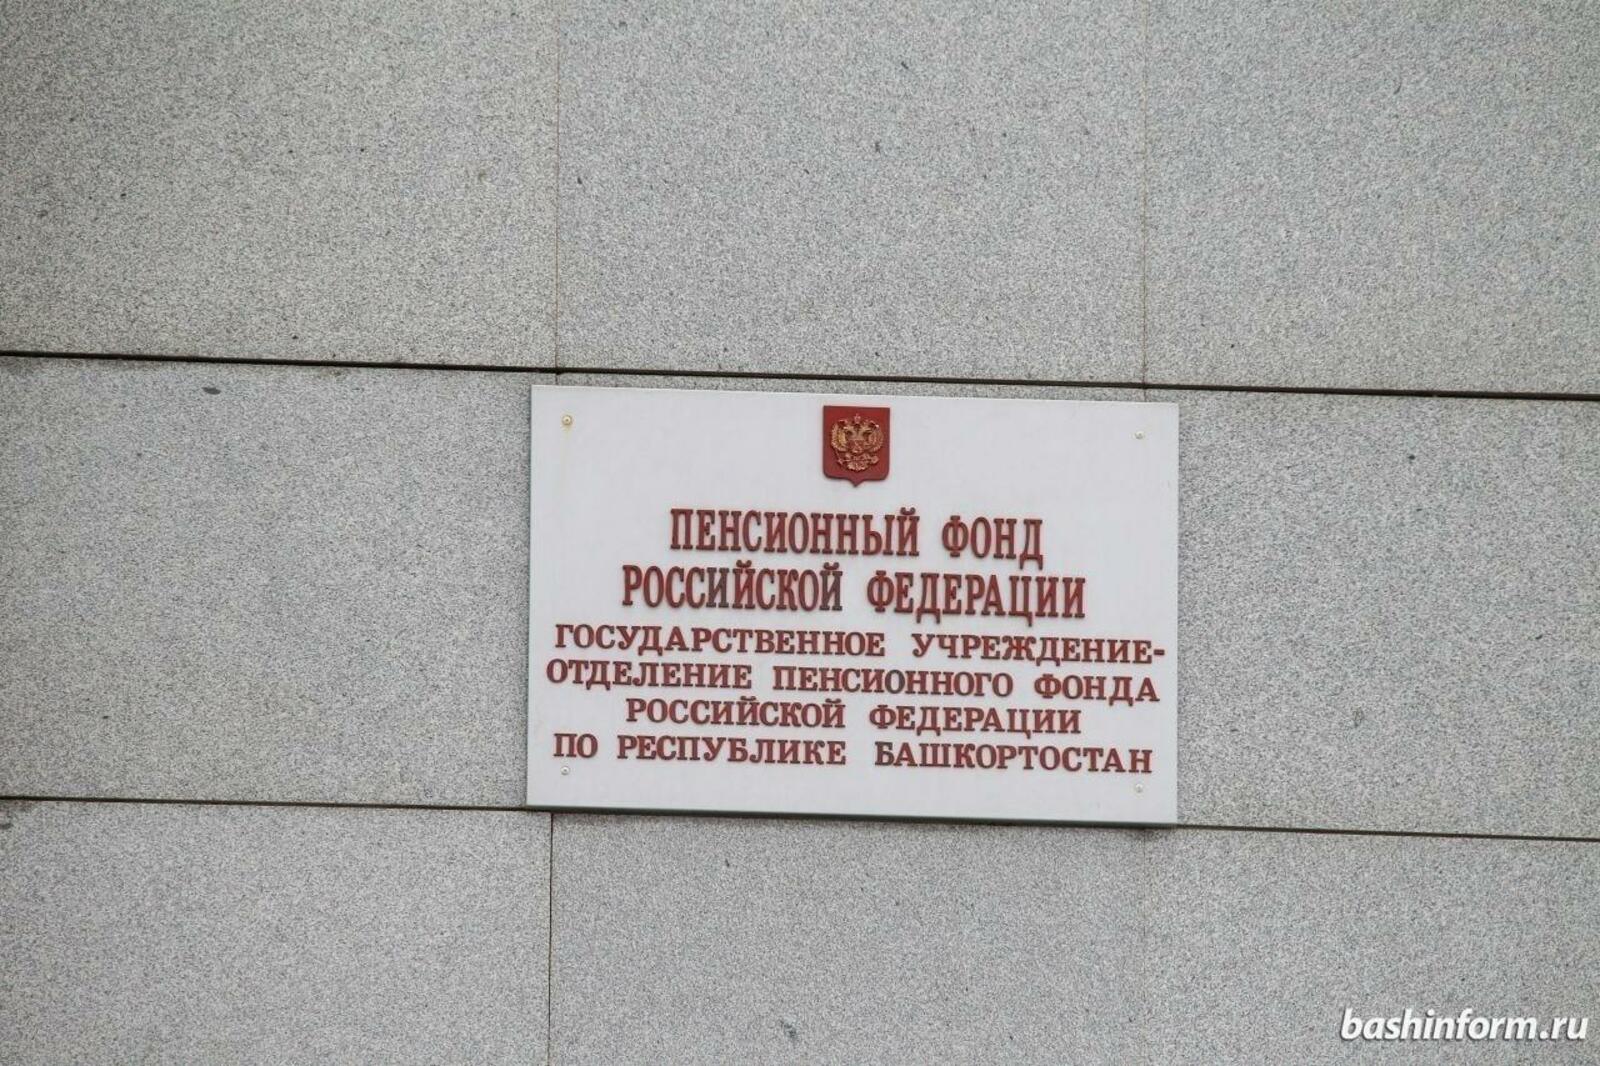 ПЕНСИОННЫЙ ФОНД
РОССИЙСКОЙ ФЕДЕРАЦИИ
ГОСУДАРСТВЕННОЕ УЧРЕЖДЕНИЕ-
ОТДЕЛЕНИЕ ПЕНСИОННОГО ФОНДА
РОССИЙСКОЙ ФЕДЕРАЦИИ
ПО РЕСПУБЛИКЕ БАШКОРТОСТАН
bashinform.ru